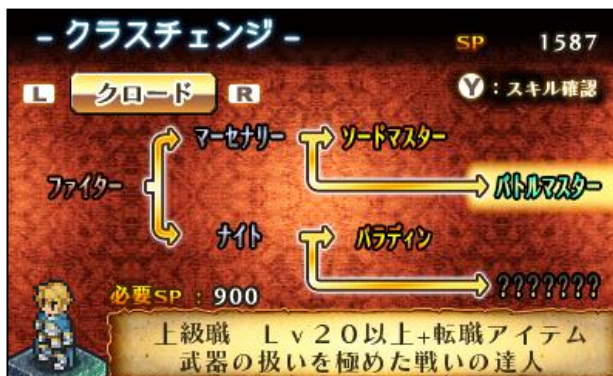 - クラスチェンジ -
SP 1587
L クロード R
Y：スキル確認
マーセナリー ソードマスター
ファイター
バトルマスター
ナイト パラディン
???????
必要SP：900
上級職 Lv20以上+転職アイテム
武器の扱いを極めた戦いの達人